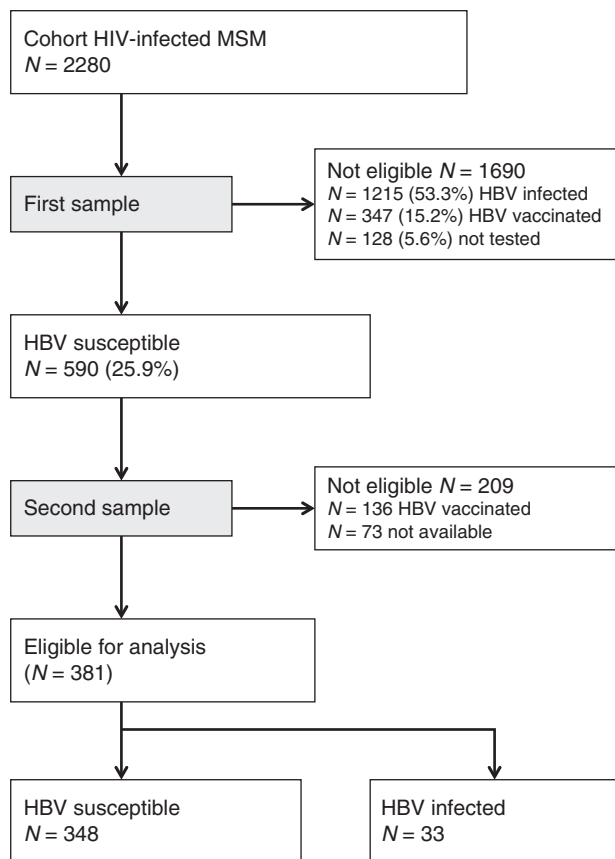 Cohort HIV-infected MSM
N = 2280
First sample
Not eligible N = 1690
N = 1215 (53.3%) HBV infected
N = 347 (15.2%) HBV vaccinated
N = 128 (5.6%) not tested
HBV susceptible
N = 590 (25.9%)
Second sample
Not eligible N = 209
N = 136 HBV vaccinated
N = 73 not available
Eligible for analysis
(N = 381)
HBV susceptible
N = 348
HBV infected
N = 33